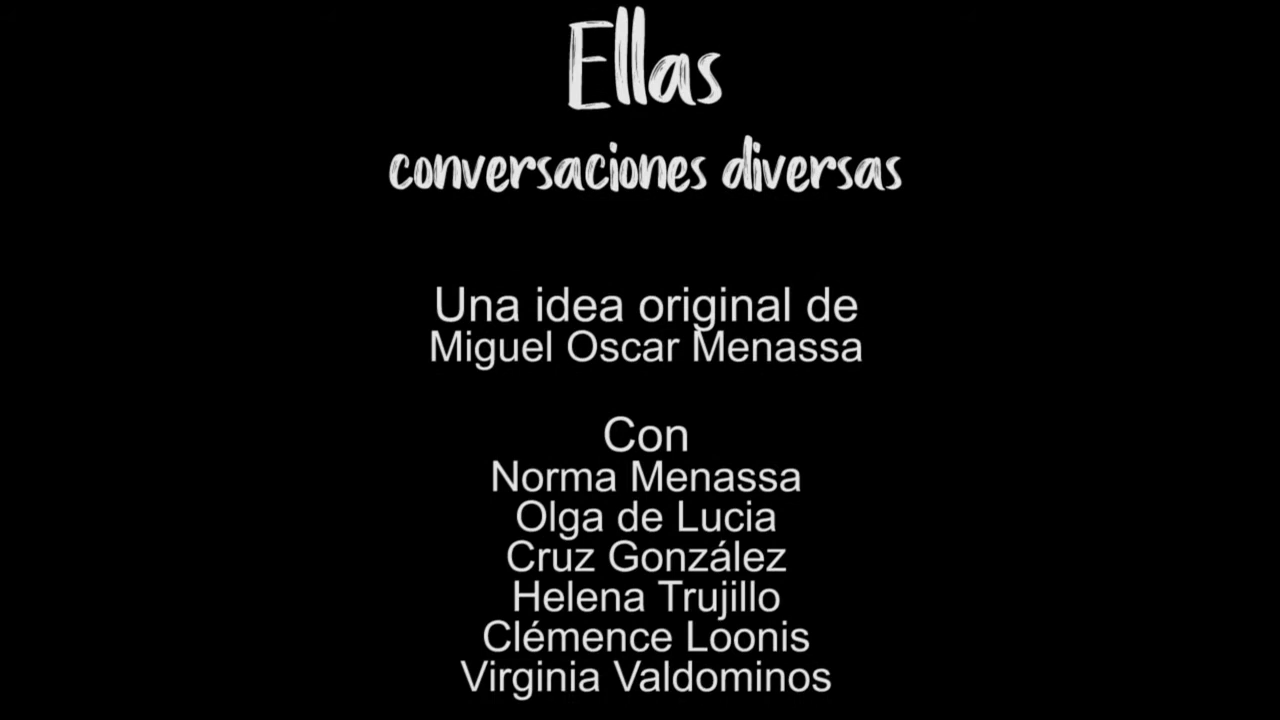 Ellas
conversaciones diversas
Una idea original de
Miguel Oscar Menassa
Con
Norma Menassa
Olga de Lucia
Cruz González
Helena Trujillo
Clémence Loonis
Virginia Valdominos